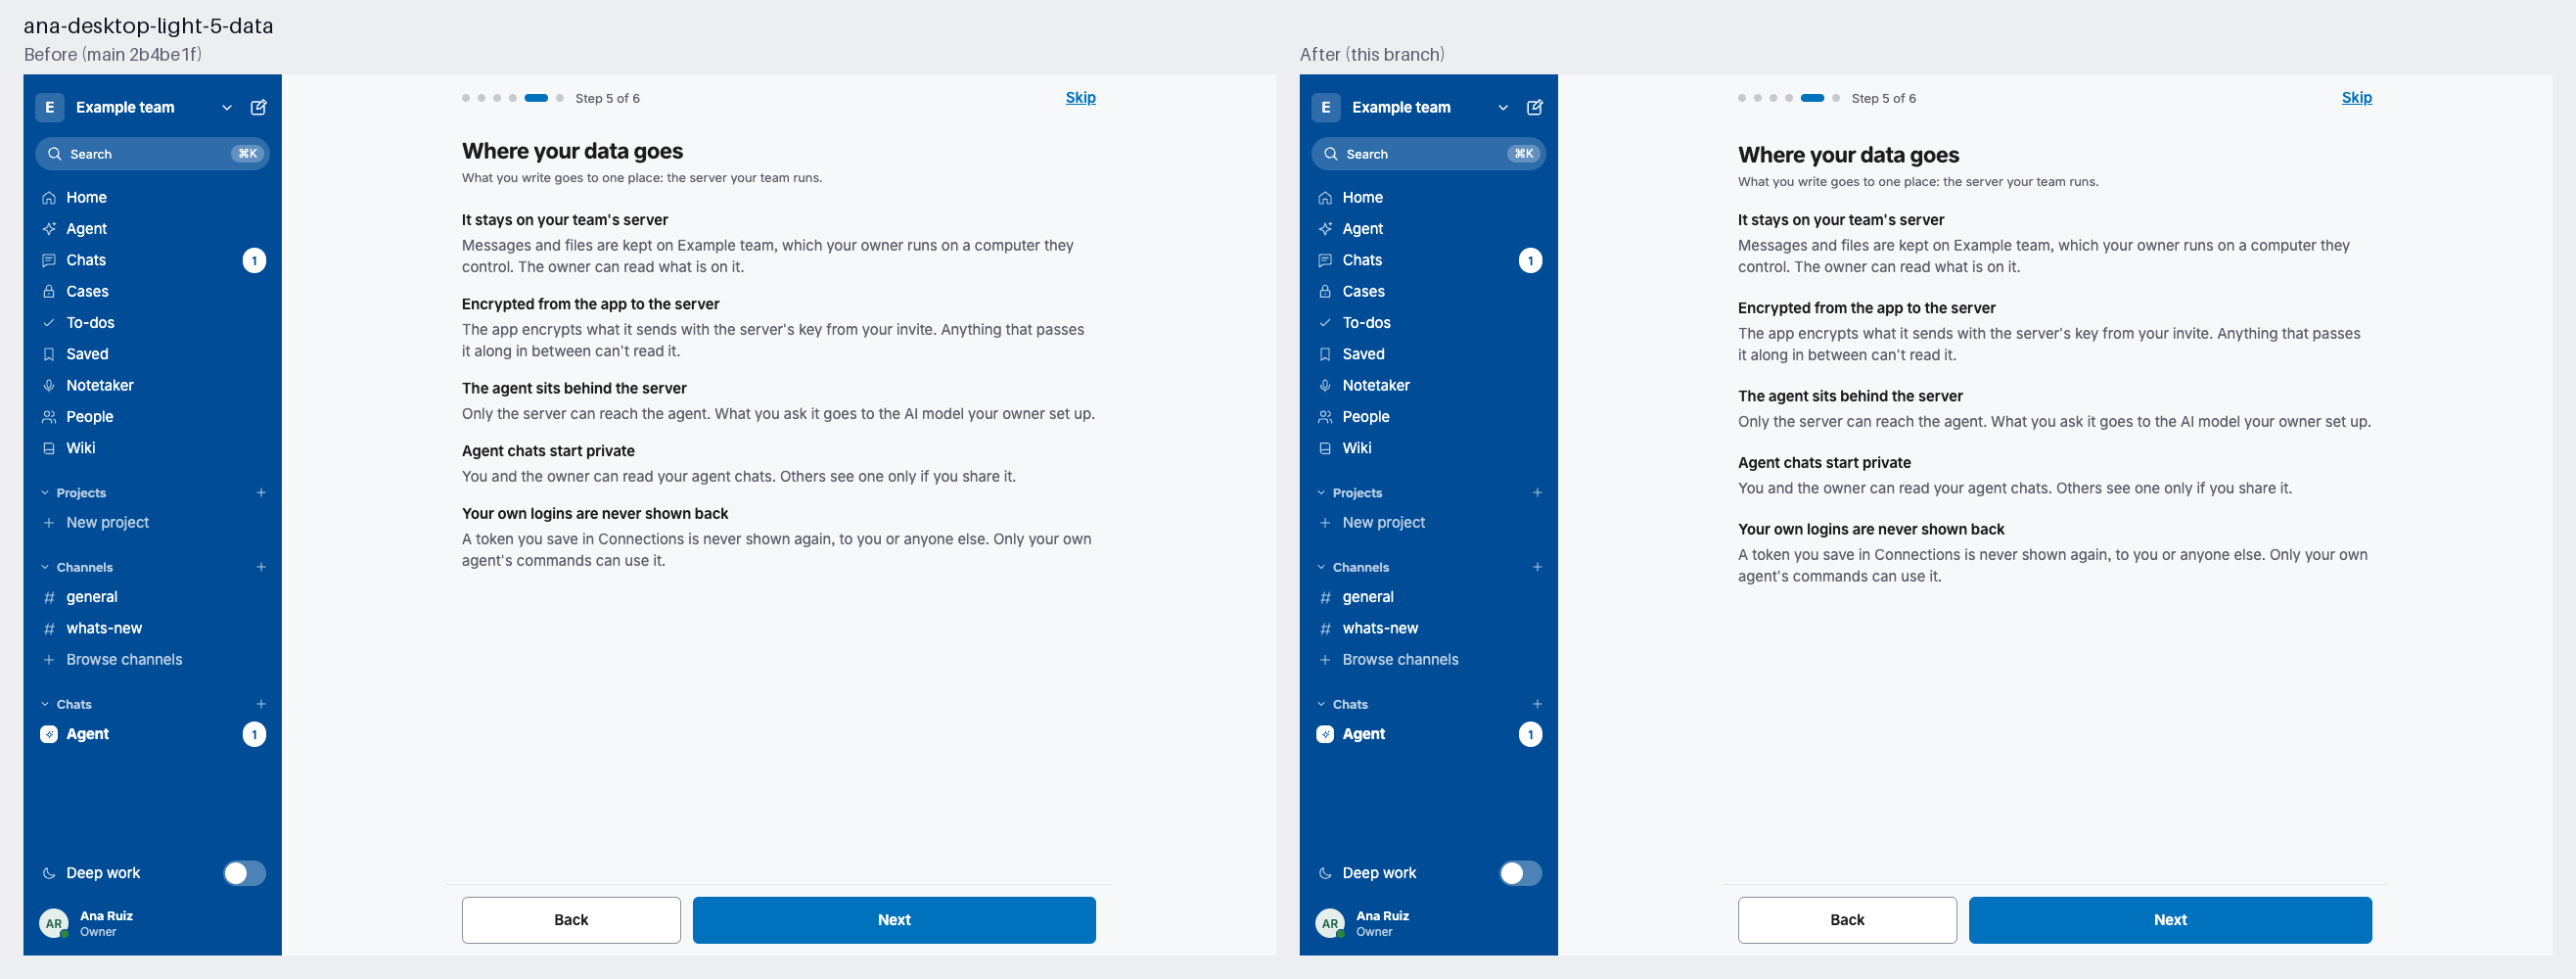 ana-desktop-light-5-data
Before (main 2b4be1f)
E Example team
Search ⌘K
Home
Agent
Chats 1
Cases
To-dos
Saved
Notetaker
People
Wiki
Projects
New project
Channels
# general
# whats-new
Browse channels
Chats
Agent 1
Deep work
AR Ana Ruiz
Owner
Step 5 of 6 Skip
Where your data goes
What you write goes to one place: the server your team runs.
It stays on your team's server
Messages and files are kept on Example team, which your owner runs on a computer they
control. The owner can read what is on it.
Encrypted from the app to the server
The app encrypts what it sends with the server's key from your invite. Anything that passes
it along in between can't read it.
The agent sits behind the server
Only the server can reach the agent. What you ask it goes to the AI model your owner set up.
Agent chats start private
You and the owner can read your agent chats. Others see one only if you share it.
Your own logins are never shown back
A token you save in Connections is never shown again, to you or anyone else. Only your own
agent's commands can use it.
Back Next
After (this branch)
E Example team
Search ⌘K
Home
Agent
Chats 1
Cases
To-dos
Saved
Notetaker
People
Wiki
Projects
New project
Channels
# general
# whats-new
Browse channels
Chats
Agent 1
Deep work
AR Ana Ruiz
Owner
Step 5 of 6 Skip
Where your data goes
What you write goes to one place: the server your team runs.
It stays on your team's server
Messages and files are kept on Example team, which your owner runs on a computer they
control. The owner can read what is on it.
Encrypted from the app to the server
The app encrypts what it sends with the server's key from your invite. Anything that passes
it along in between can't read it.
The agent sits behind the server
Only the server can reach the agent. What you ask it goes to the AI model your owner set up.
Agent chats start private
You and the owner can read your agent chats. Others see one only if you share it.
Your own logins are never shown back
A token you save in Connections is never shown again, to you or anyone else. Only your own
agent's commands can use it.
Back Next